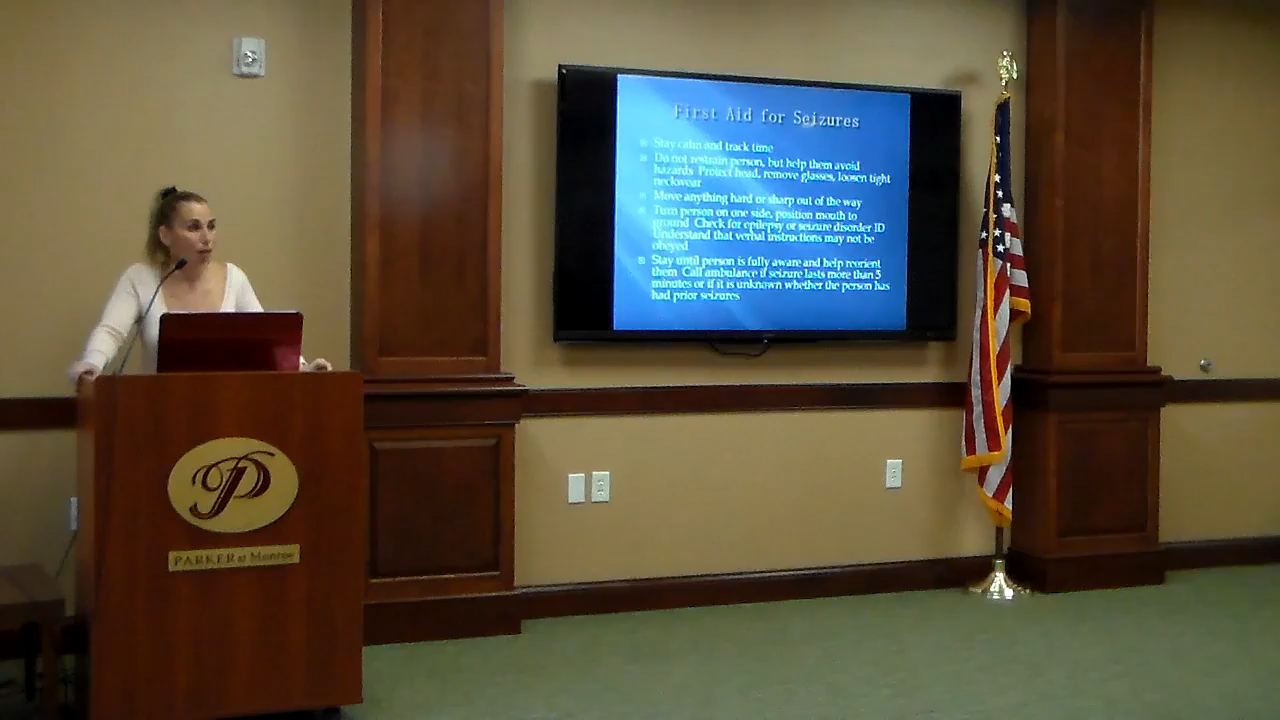 First Aid for Seizures
Stay calm and track time
Do not restrain person, but help them avoid
hazards Protect head, remove glasses, loosen tight
neckwear
Move anything hard or sharp out of the way
Turn person on one side, position mouth to
ground Check for epilepsy or seizure disorder ID
Understand that verbal instructions may not be
obeyed
Stay until person is fully aware and help reorient
them Call ambulance if seizure lasts more than 5
minutes or if it is unknown whether the person has
had prior seizures
P
PARKER at Monroe